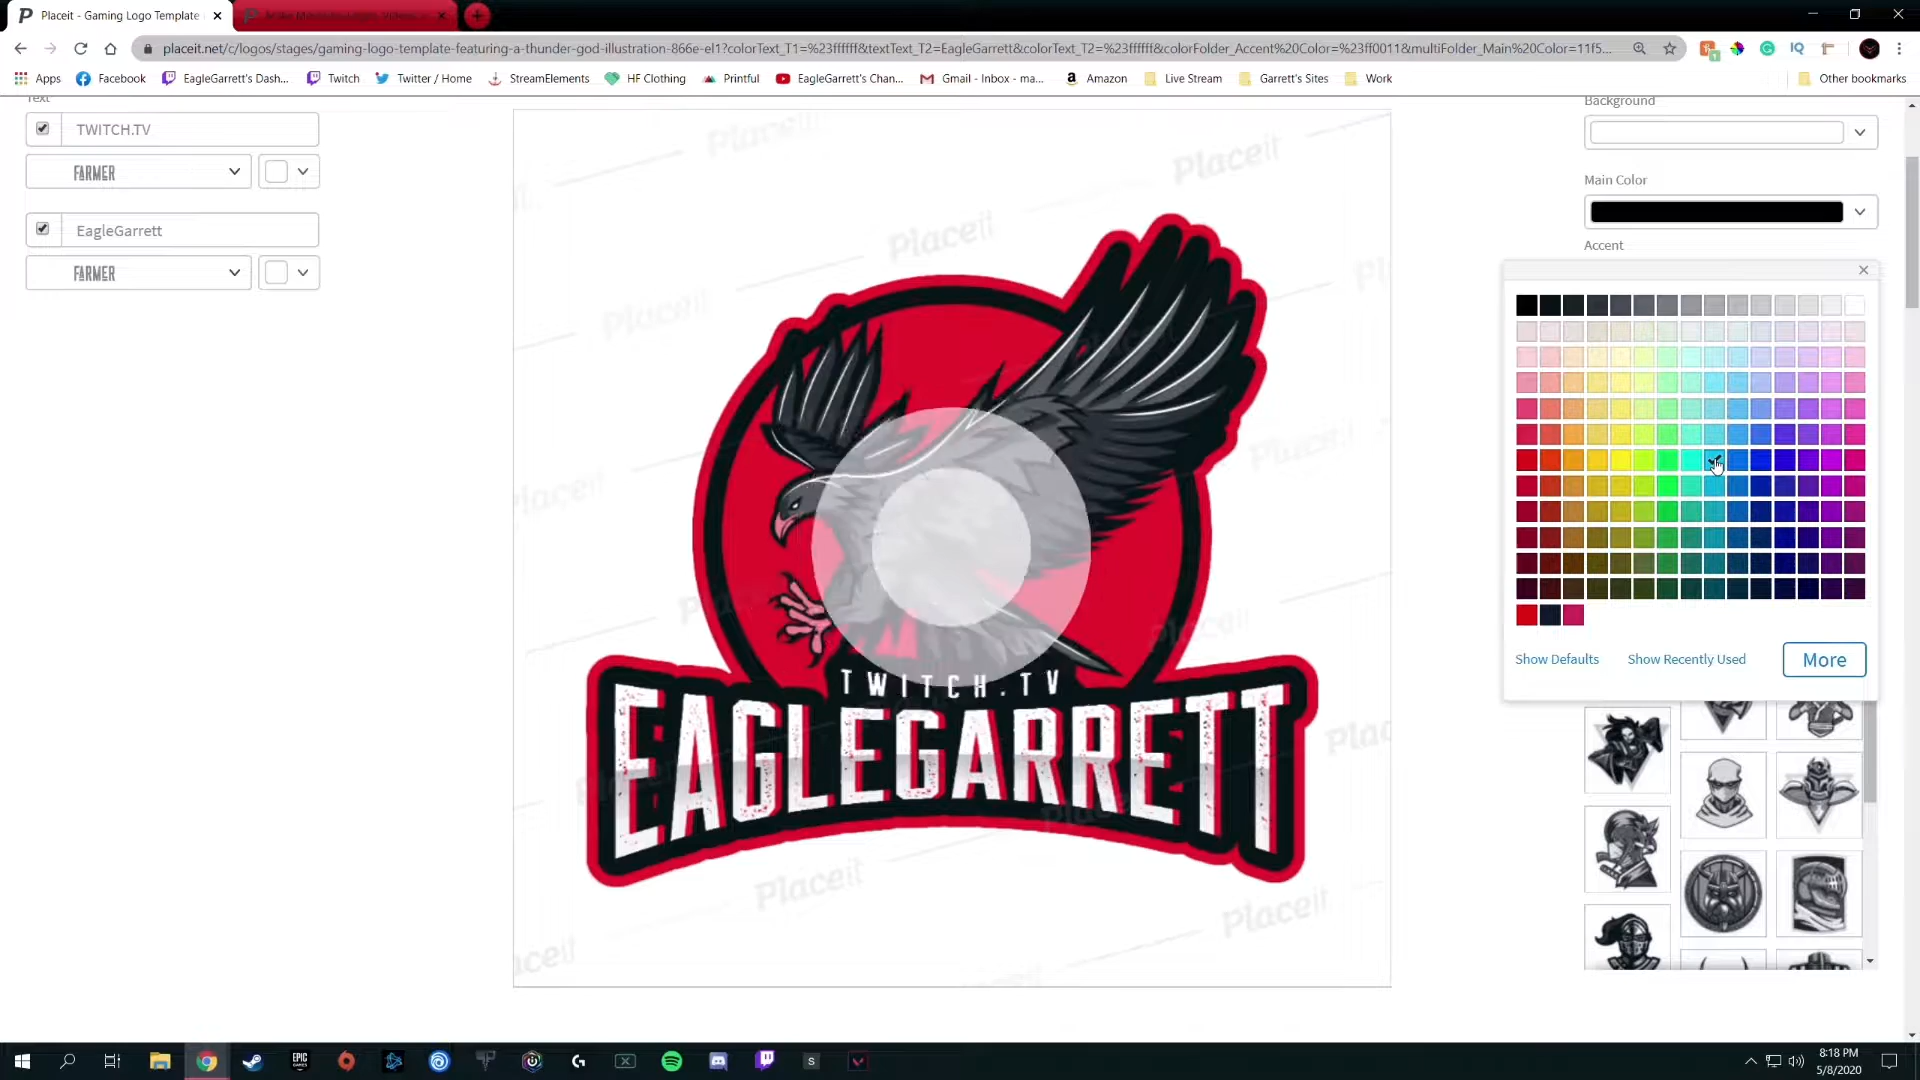 Placeit - Gaming Logo Template
placeit.net/c/logos/stages/gaming-logo-template-featuring-a-thunder-god-illustration-866e-el1?colorText_T1=%23ffffff&textText_T2=EagleGarrett&colorText_T2=%23ffffff&colorFolder_Accent%20Color=%23ff0011&multiFolder_Main%20Color=11f5...
Apps Facebook EagleGarrett's Dash... Twitch Twitter / Home StreamElements HF Clothing Printful EagleGarrett's Chan... Gmail - Inbox - ma... Amazon Live Stream Garrett's Sites Work Other bookmarks
Text
TWITCH.TV
FARMER
EagleGarrett
FARMER
Placeit
TWITCH.TV
EAGLEGARRETT
Background
Main Color
Accent
Show Defaults Show Recently Used More
8:18 PM
5/8/2020